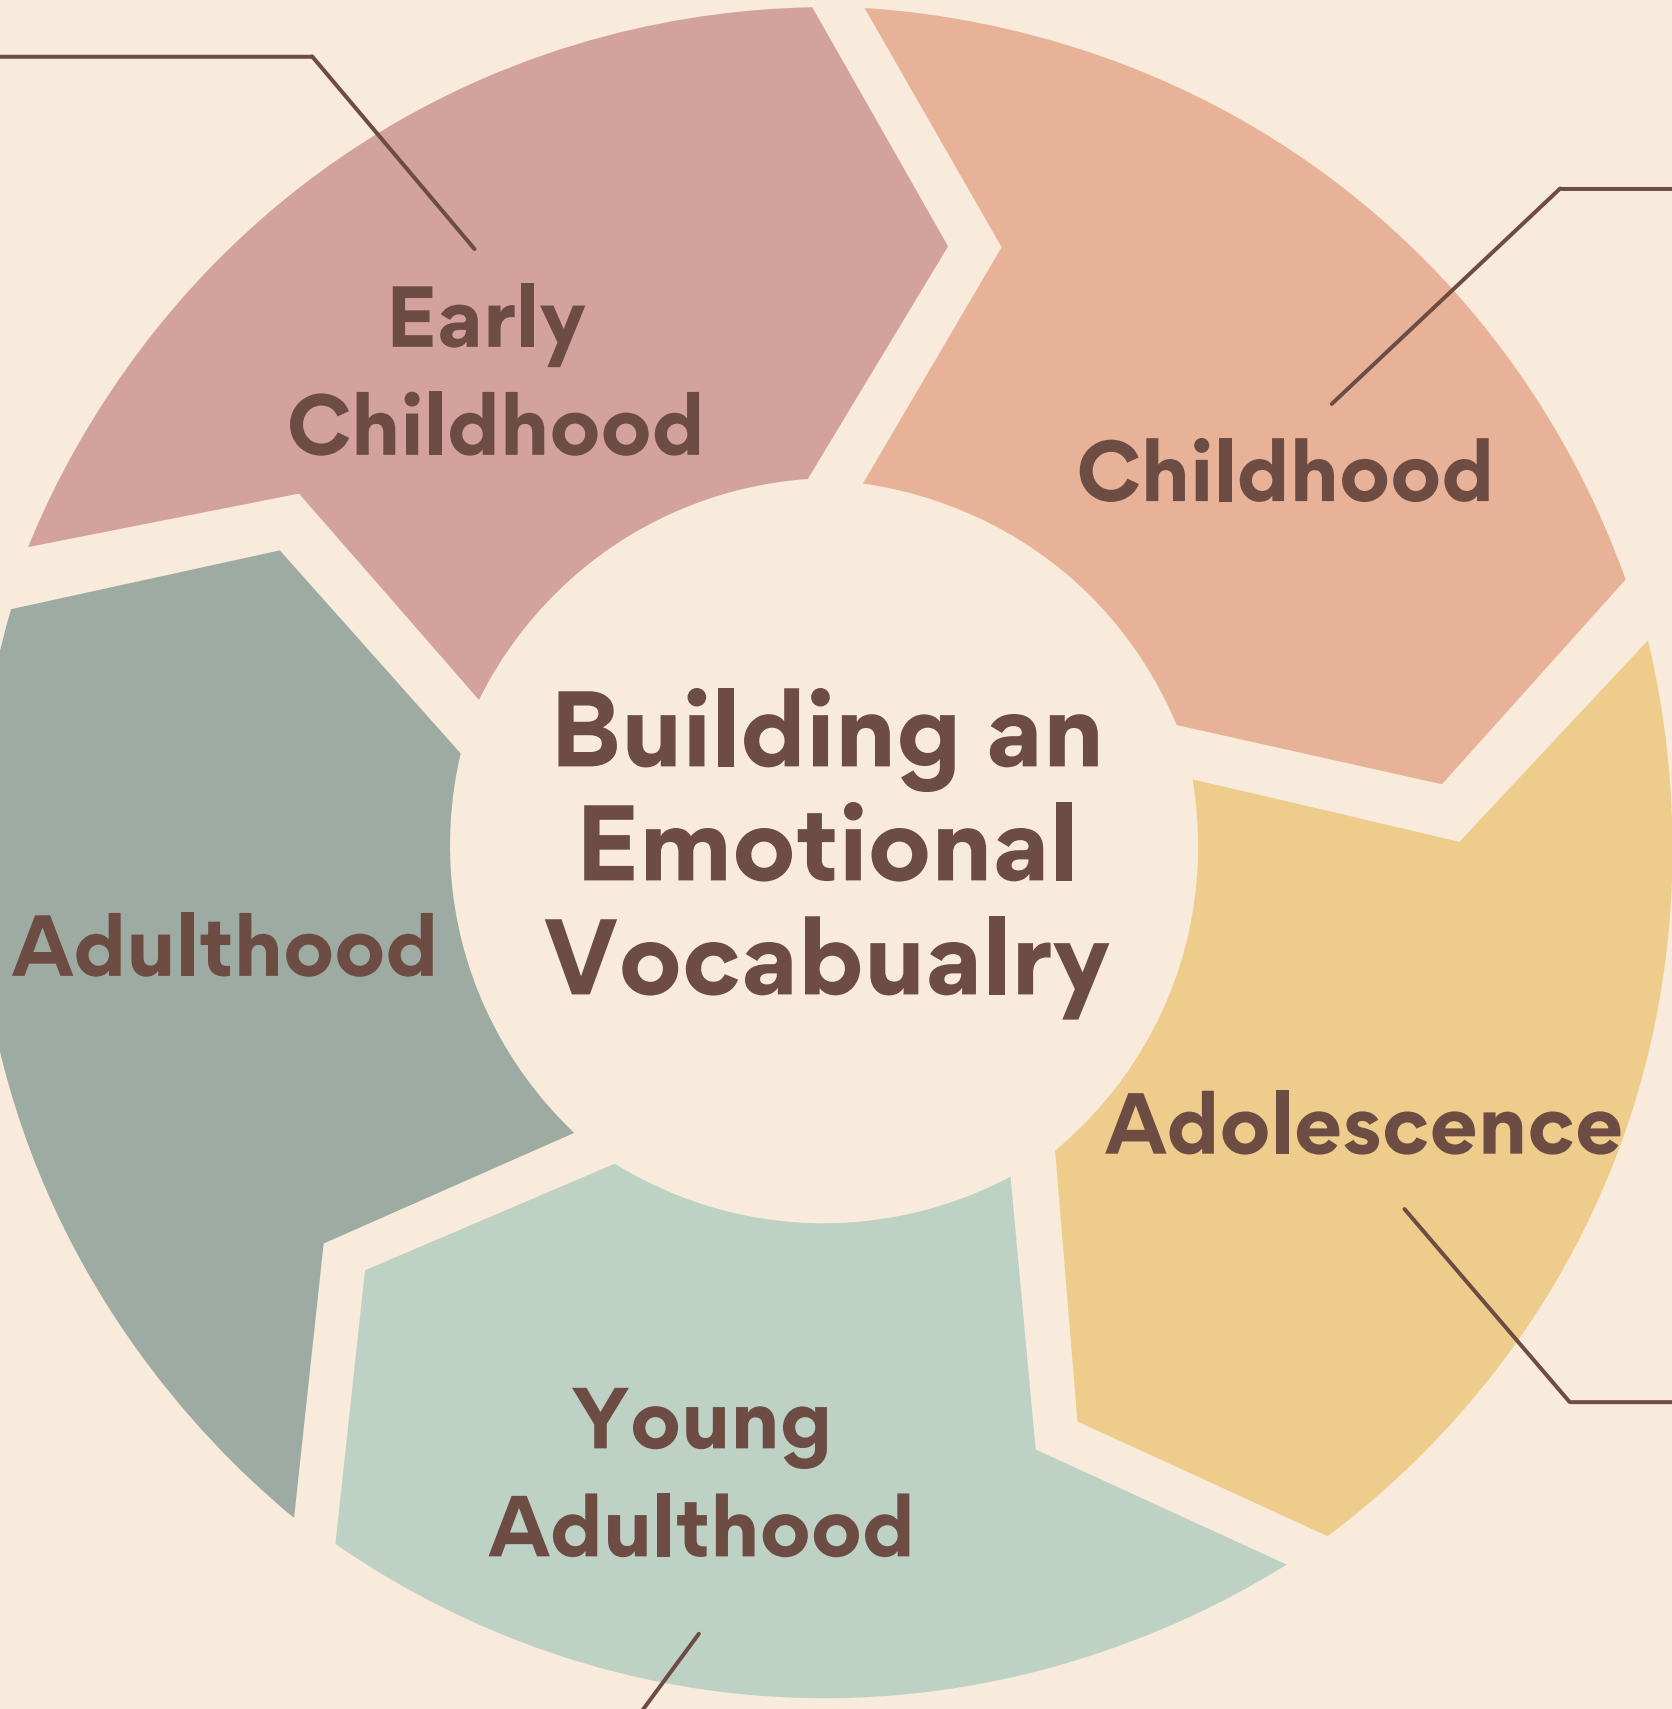 Early
Childhood
Childhood
Building an
Emotional
Vocabualry
Adulthood
Adolescence
Young
Adulthood